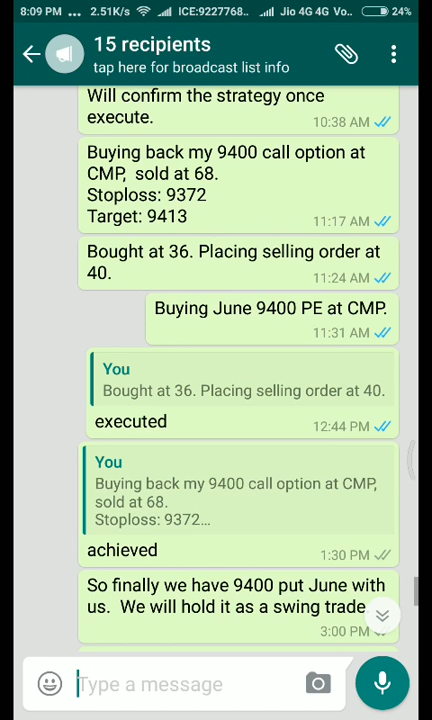 8:09 PM ... 2.51K/s ICE:9227768.. Jio 4G 4G Vo.. 24%
15 recipients
tap here for broadcast list info
Will confirm the strategy once
execute.
10:38 AM
Buying back my 9400 call option at
CMP, sold at 68.
Stoploss: 9372
Target: 9413
11:17 AM
Bought at 36. Placing selling order at
40.
11:24 AM
Buying June 9400 PE at CMP.
11:31 AM
You
Bought at 36. Placing selling order at 40.
executed
12:44 PM
You
Buying back my 9400 call option at CMP,
sold at 68.
Stoploss: 9372...
achieved
1:30 PM
So finally we have 9400 put June with
us. We will hold it as a swing trade
3:00 PM
Type a message